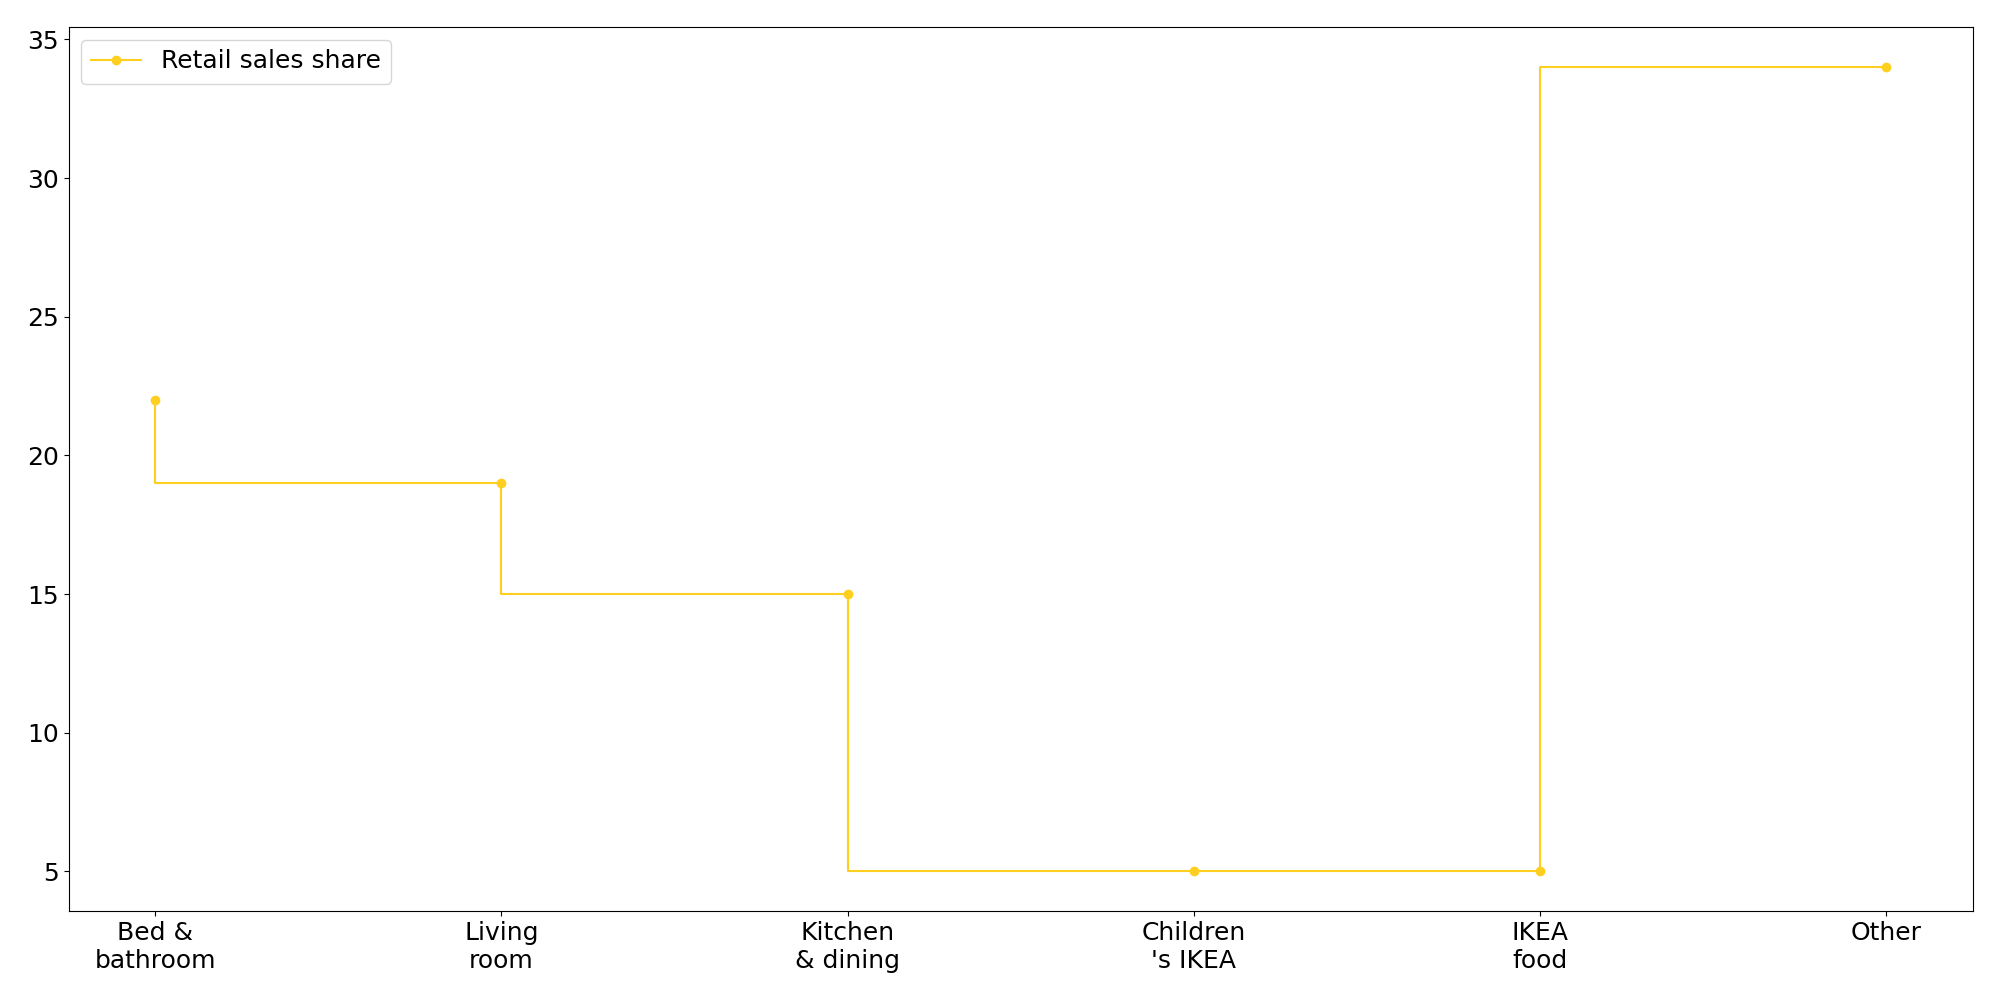 Retail sales share
35
30
25
20
15
10
5
Bed &
bathroom
Living
room
Kitchen
& dining
Children
's IKEA
IKEA
food
Other